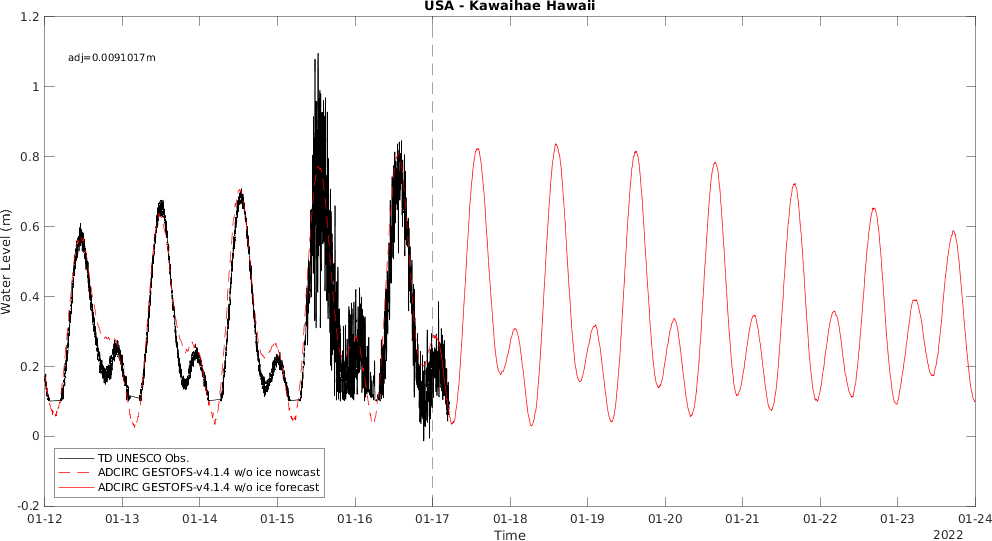 USA - Kawaihae Hawaii
1.2
adj=0.0091017m
1
0.8
0.6
0.4
0.2
0
-0.2
Water Level (m)
TD UNESCO Obs.
ADCIRC GESTOFS-v4.1.4 w/o ice nowcast
ADCIRC GESTOFS-v4.1.4 w/o ice forecast
01-12 01-13 01-14 01-15 01-16 01-17 01-18 01-19 01-20 01-21 01-22 01-23 01-24
Time
2022